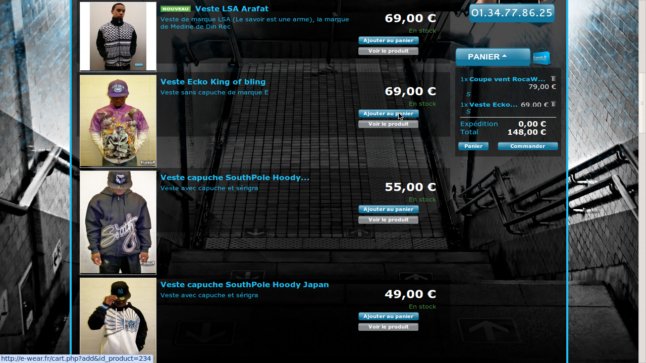 NOUVEAU Veste LSA Arafat
Veste de marque LSA (Le savoir est une arme), la marque
de Medine de Din Rec
69,00 €
En stock
Ajouter au panier
Voir le produit
Veste Ecko King of bling
Veste sans capuche de marque E
69,00 €
En stock
Ajouter au panier
Voir le produit
Veste capuche SouthPole Hoody...
Veste avec capuche et sérigra
55,00 €
En stock
Ajouter au panier
Voir le produit
Veste capuche SouthPole Hoody Japan
Veste avec capuche et sérigra
49,00 €
En stock
Ajouter au panier
Voir le produit
01.34.77.86.25
PANIER
1x Coupe vent RocaW...
79,00 €
S
1x Veste Ecko... 69,00 €
S
Expédition 0,00 €
Total 148,00 €
Panier
Commander
http://e-wear.fr/cart.php?add&id_product=234